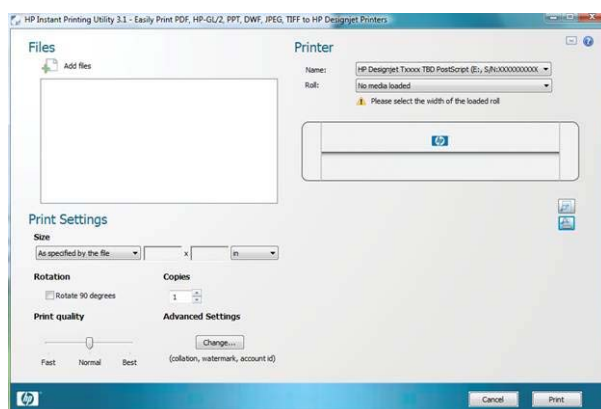 HP Instant Printing Utility 3.1 - Easily Print PDF, HP-GL/2, PPT, DWF, JPEG, TIFF to HP Designjet Printers
Files
Add files
Printer
Name: HP Designjet Txxxx TBD PostScript (E:, S/N:XXXXXXXXXX
Roll: No media loaded
Please select the width of the loaded roll
hp
Print Settings
Size
As specified by the file x in
Rotation Copies
Rotate 90 degrees 1
Print quality Advanced Settings
Change...
Fast Normal Best (collation, watermark, account id)
hp Cancel Print